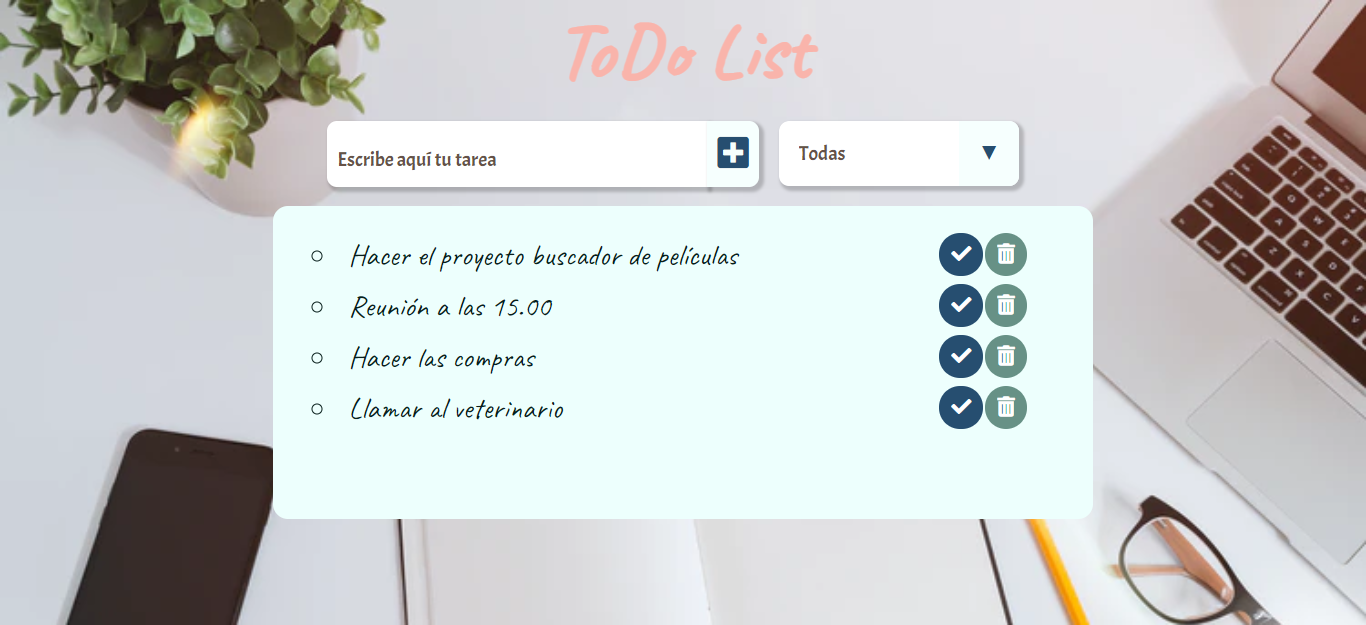 ToDo List
Escribe aquí tu tarea
Todas
Hacer el proyecto buscador de películas
Reunión a las 15.00
Hacer las compras
Llamar al veterinario